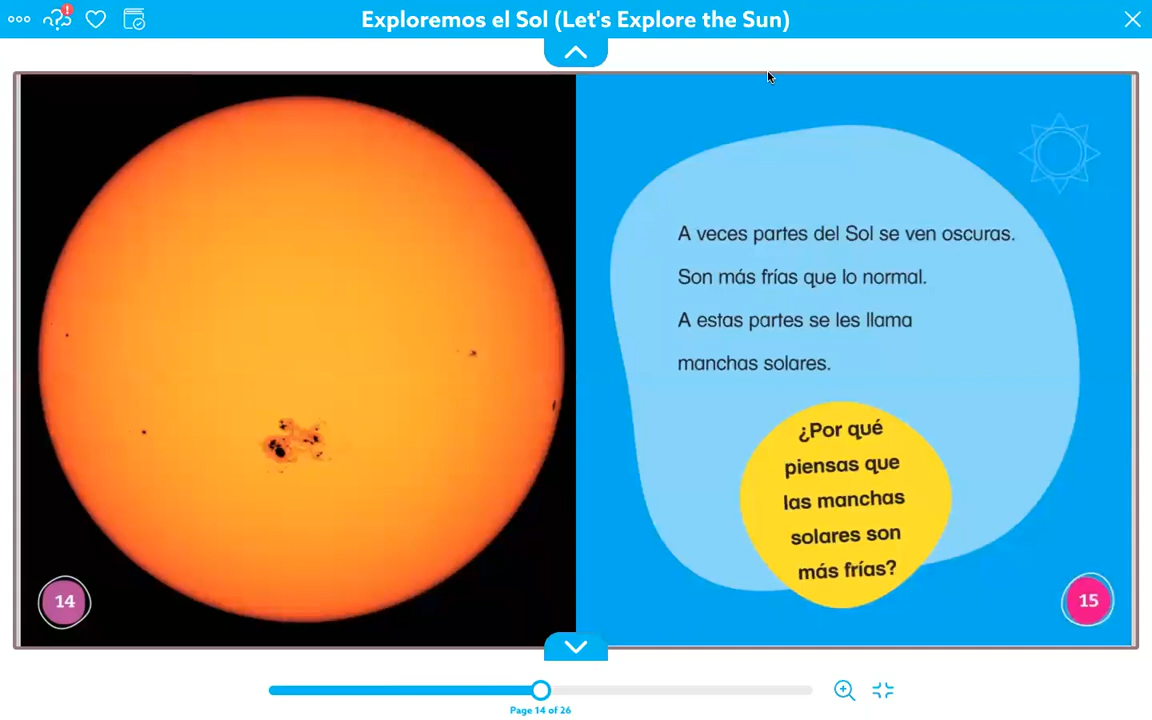 Exploremos el Sol (Let's Explore the Sun)
A veces partes del Sol se ven oscuras.
Son más frías que lo normal.
A estas partes se les llama
manchas solares.
¿Por qué
piensas que
las manchas
solares son
más frías?
14
15
Page 14 of 26